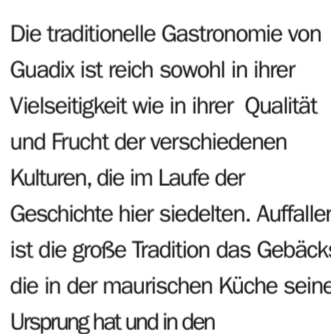 Die traditionelle Gastronomie von
Guadix ist reich sowohl in ihrer
Vielseitigkeit wie in ihrer Qualität
und Frucht der verschiedenen
Kulturen, die im Laufe der
Geschichte hier siedelten. Auffallen
ist die große Tradition das Gebäcks
die in der maurischen Küche seine
Ursprung hat und in den